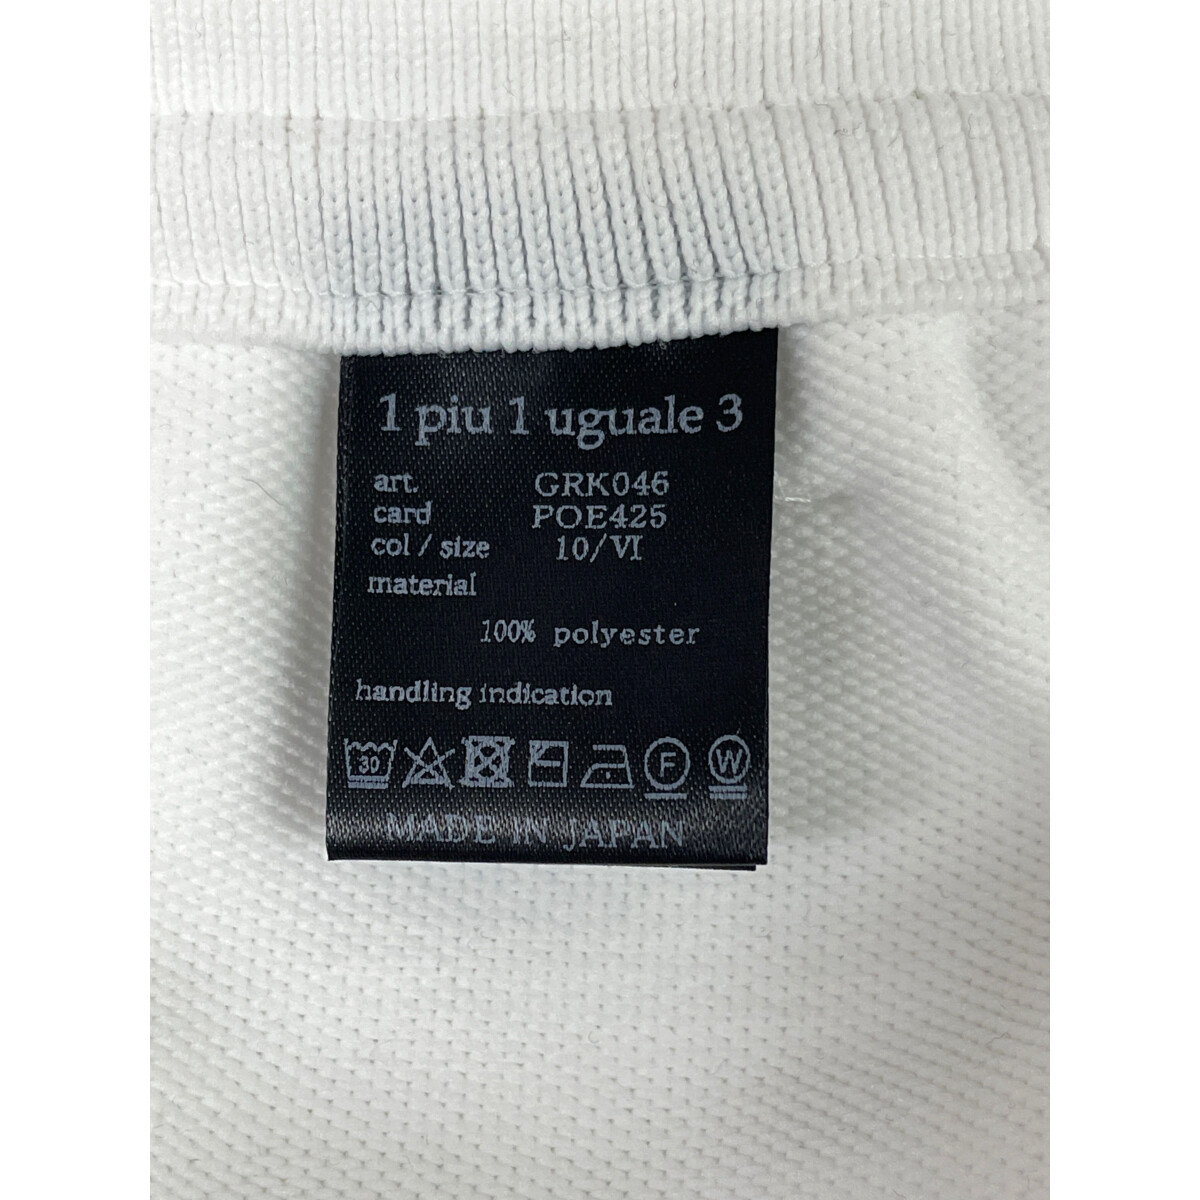 1 piu 1 uguale 3
art. GRK046
card POE425
col / size 10/VI
material
100% polyester
handling indication
30 F W
MADE IN JAPAN